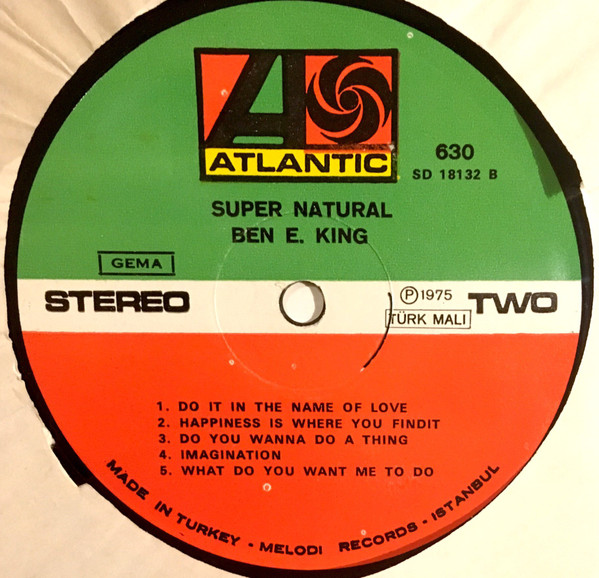 ATLANTIC
630
SD 18132 B
SUPER NATURAL
BEN E. KING
GEMA
STEREO
Ⓟ1975
TWO
TÜRK MALI
1. DO IT IN THE NAME OF LOVE
2. HAPPINESS IS WHERE YOU FINDIT
3. DO YOU WANNA DO A THING
4. IMAGINATION
5. WHAT DO YOU WANT ME TO DO
MADE IN TURKEY • MELODI RECORDS - ISTANBUL